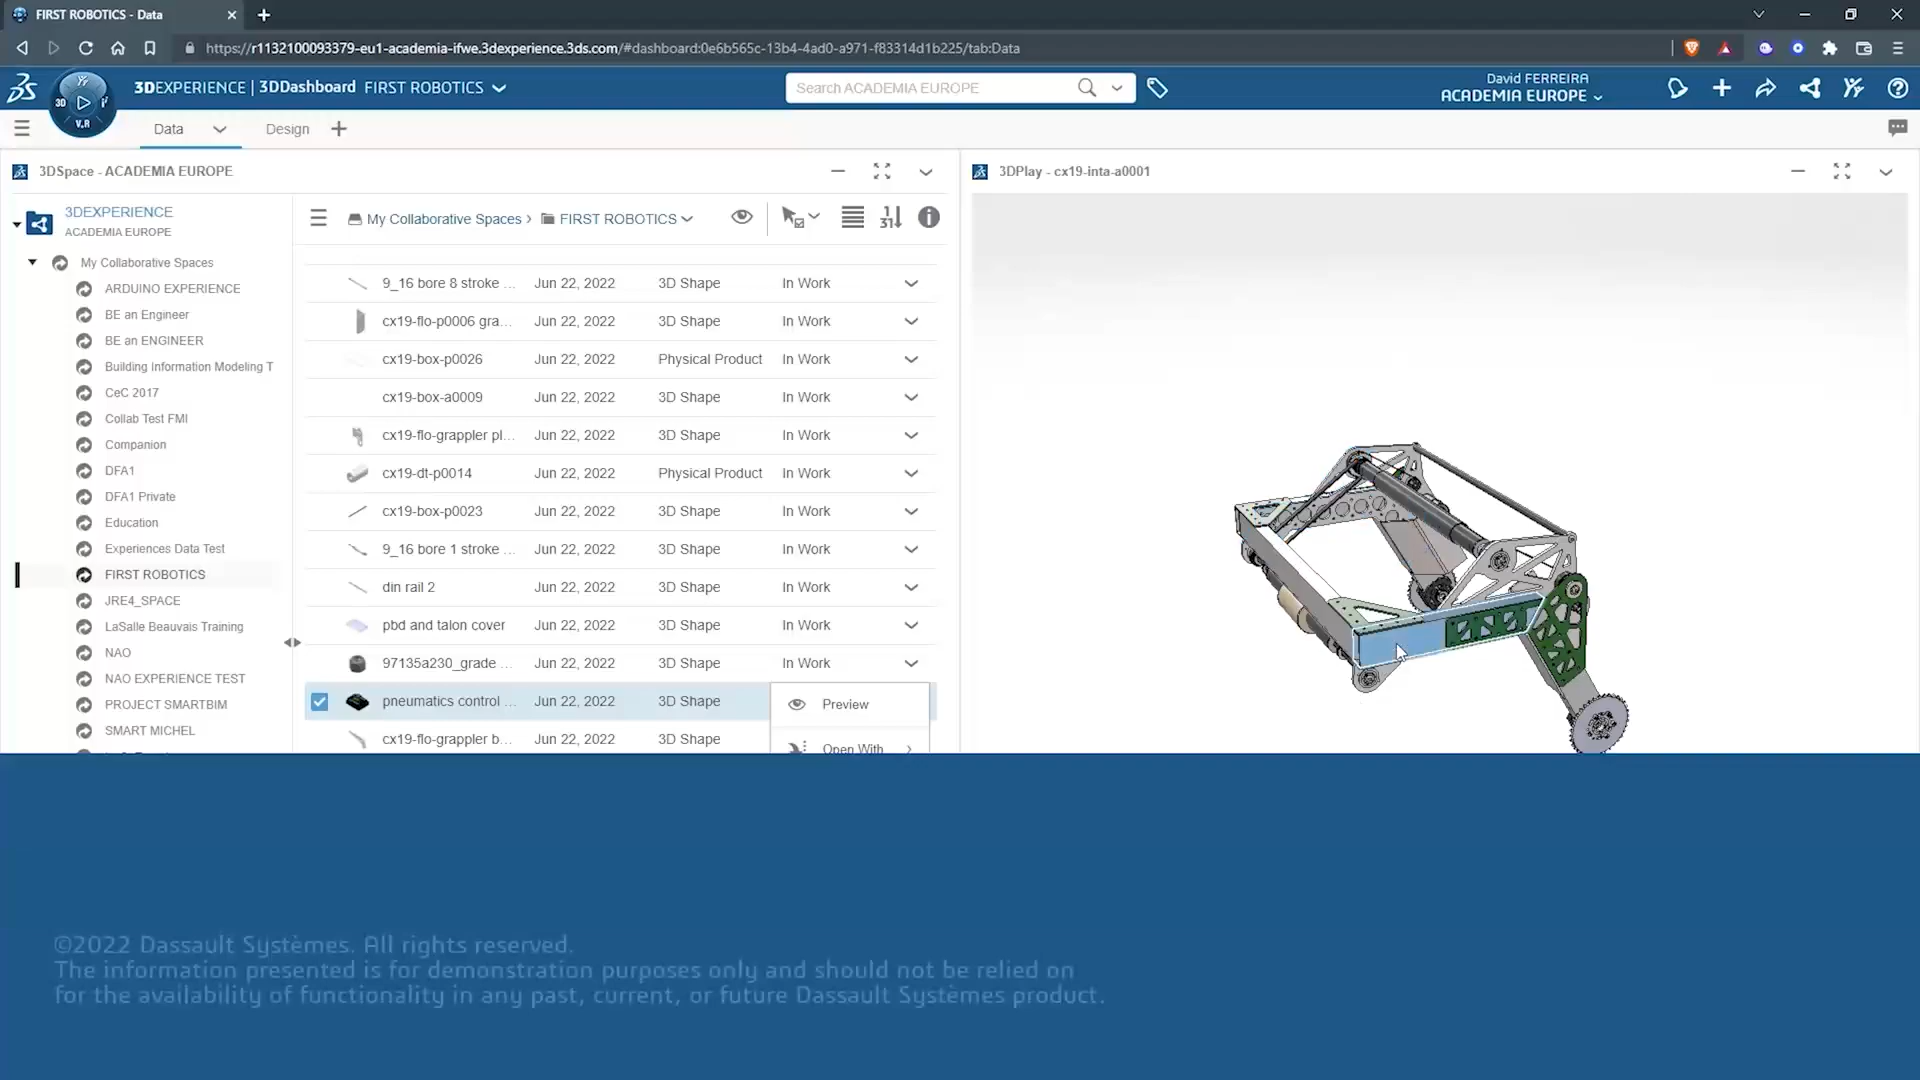 FIRST ROBOTICS - Data
https://r1132100093379-eu1-academia-ifwe.3dexperience.3ds.com/#dashboard:0e6b565c-13b4-4ad0-a971-f83314d1b225/tab:Data
3D
V.R
3DEXPERIENCE | 3DDashboard FIRST ROBOTICS
Search ACADEMIA EUROPE
David FERREIRA
ACADEMIA EUROPE
Data
Design
3DSpace - ACADEMIA EUROPE
3DPlay - cx19-inta-a0001
3DEXPERIENCE
ACADEMIA EUROPE
My Collaborative Spaces
ARDUINO EXPERIENCE
BE an Engineer
BE an ENGINEER
Building Information Modeling T
CeC 2017
Collab Test FMI
Companion
DFA1
DFA1 Private
Education
Experiences Data Test
FIRST ROBOTICS
JRE4_SPACE
LaSalle Beauvais Training
NAO
NAO EXPERIENCE TEST
PROJECT SMARTBIM
SMART MICHEL
My Collaborative Spaces › FIRST ROBOTICS
9_16 bore 8 stroke ... Jun 22, 2022 3D Shape In Work
cx19-flo-p0006 gra... Jun 22, 2022 3D Shape In Work
cx19-box-p0026 Jun 22, 2022 Physical Product In Work
cx19-box-a0009 Jun 22, 2022 3D Shape In Work
cx19-flo-grappler pl... Jun 22, 2022 3D Shape In Work
cx19-dt-p0014 Jun 22, 2022 Physical Product In Work
cx19-box-p0023 Jun 22, 2022 3D Shape In Work
9_16 bore 1 stroke ... Jun 22, 2022 3D Shape In Work
din rail 2 Jun 22, 2022 3D Shape In Work
pbd and talon cover Jun 22, 2022 3D Shape In Work
97135a230_grade ... Jun 22, 2022 3D Shape In Work
pneumatics control ... Jun 22, 2022 3D Shape
cx19-flo-grappler b... Jun 22, 2022 3D Shape
Preview
Open With
©2022 Dassault Systèmes. All rights reserved.
The information presented is for demonstration purposes only and should not be relied on
for the availability of functionality in any past, current, or future Dassault Systèmes product.